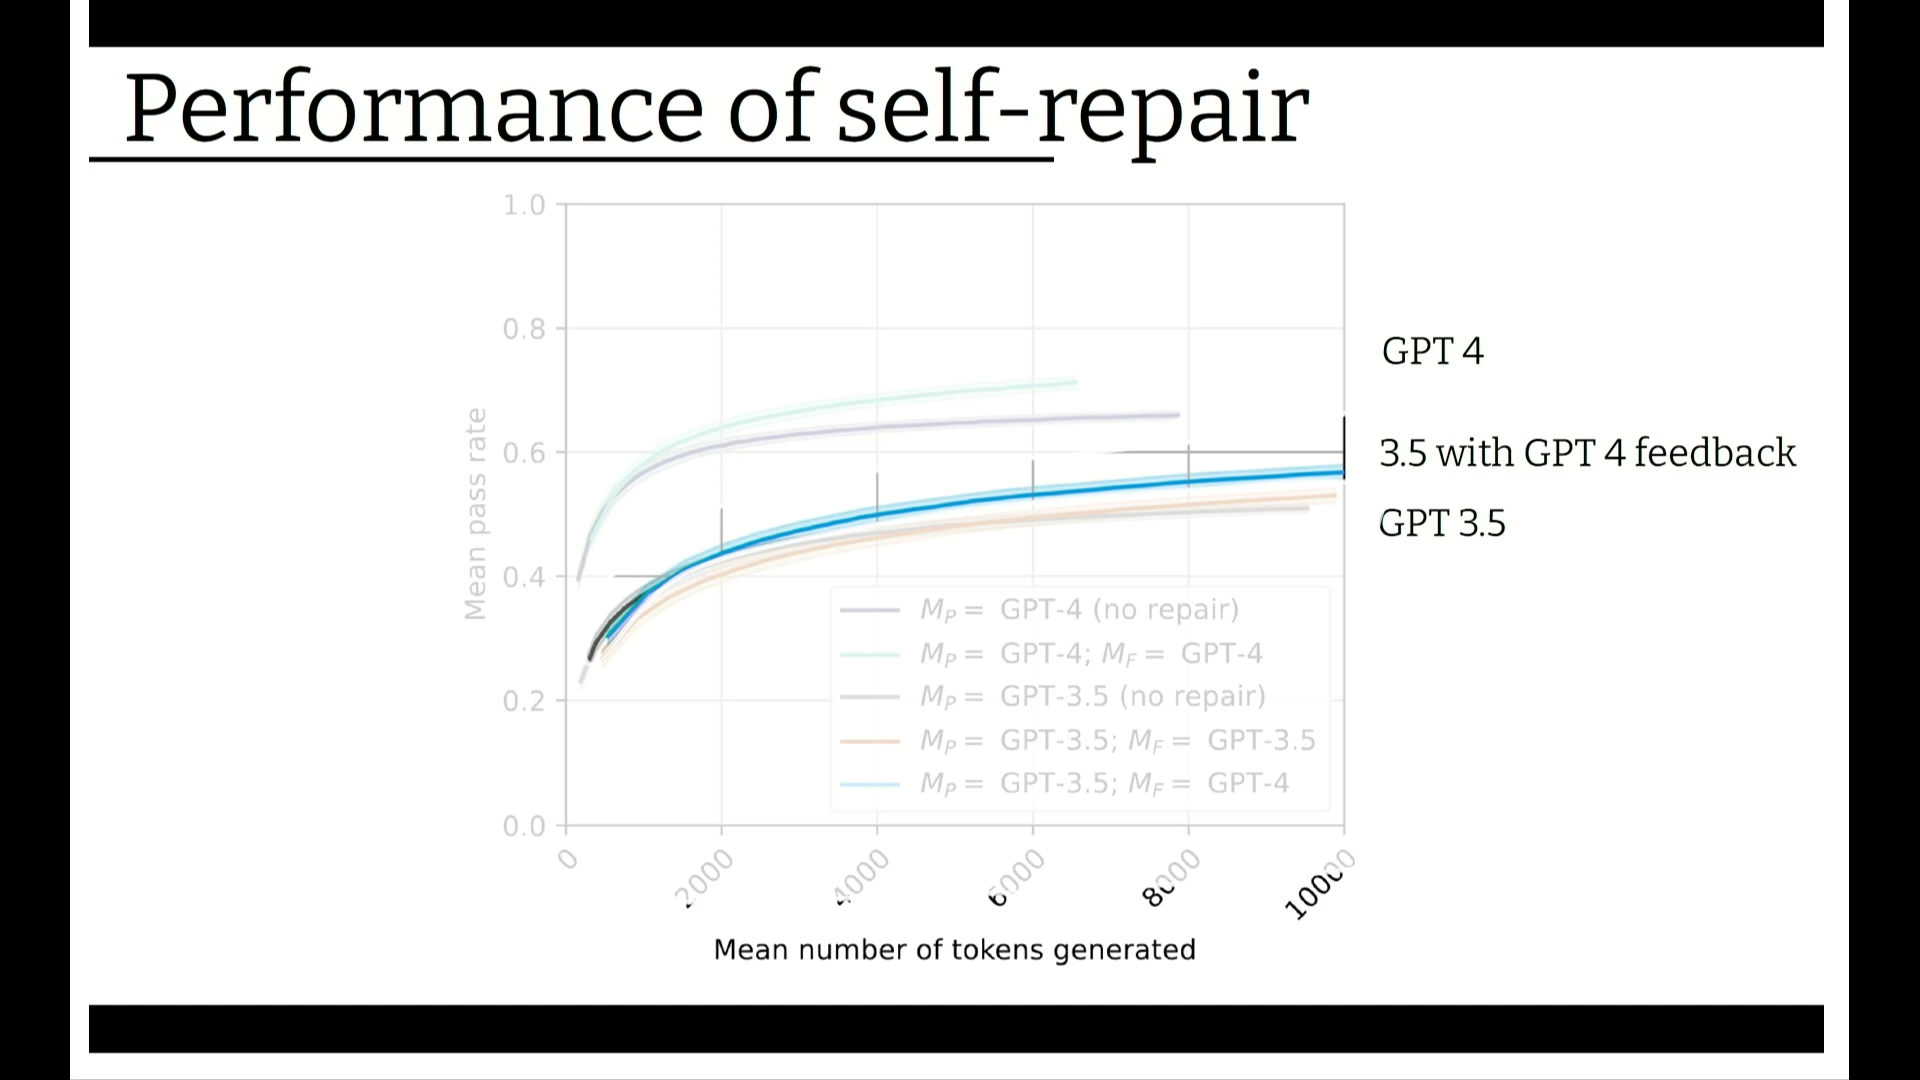 Performance of self-repair
1.0
0.8
0.6
0.4
0.2
0.0
Mean pass rate
GPT 4
3.5 with GPT 4 feedback
GPT 3.5
M_P = GPT-4 (no repair)
M_P = GPT-4; M_F = GPT-4
M_P = GPT-3.5 (no repair)
M_P = GPT-3.5; M_F = GPT-3.5
M_P = GPT-3.5; M_F = GPT-4
0 2000 4000 6000 8000 10000
Mean number of tokens generated